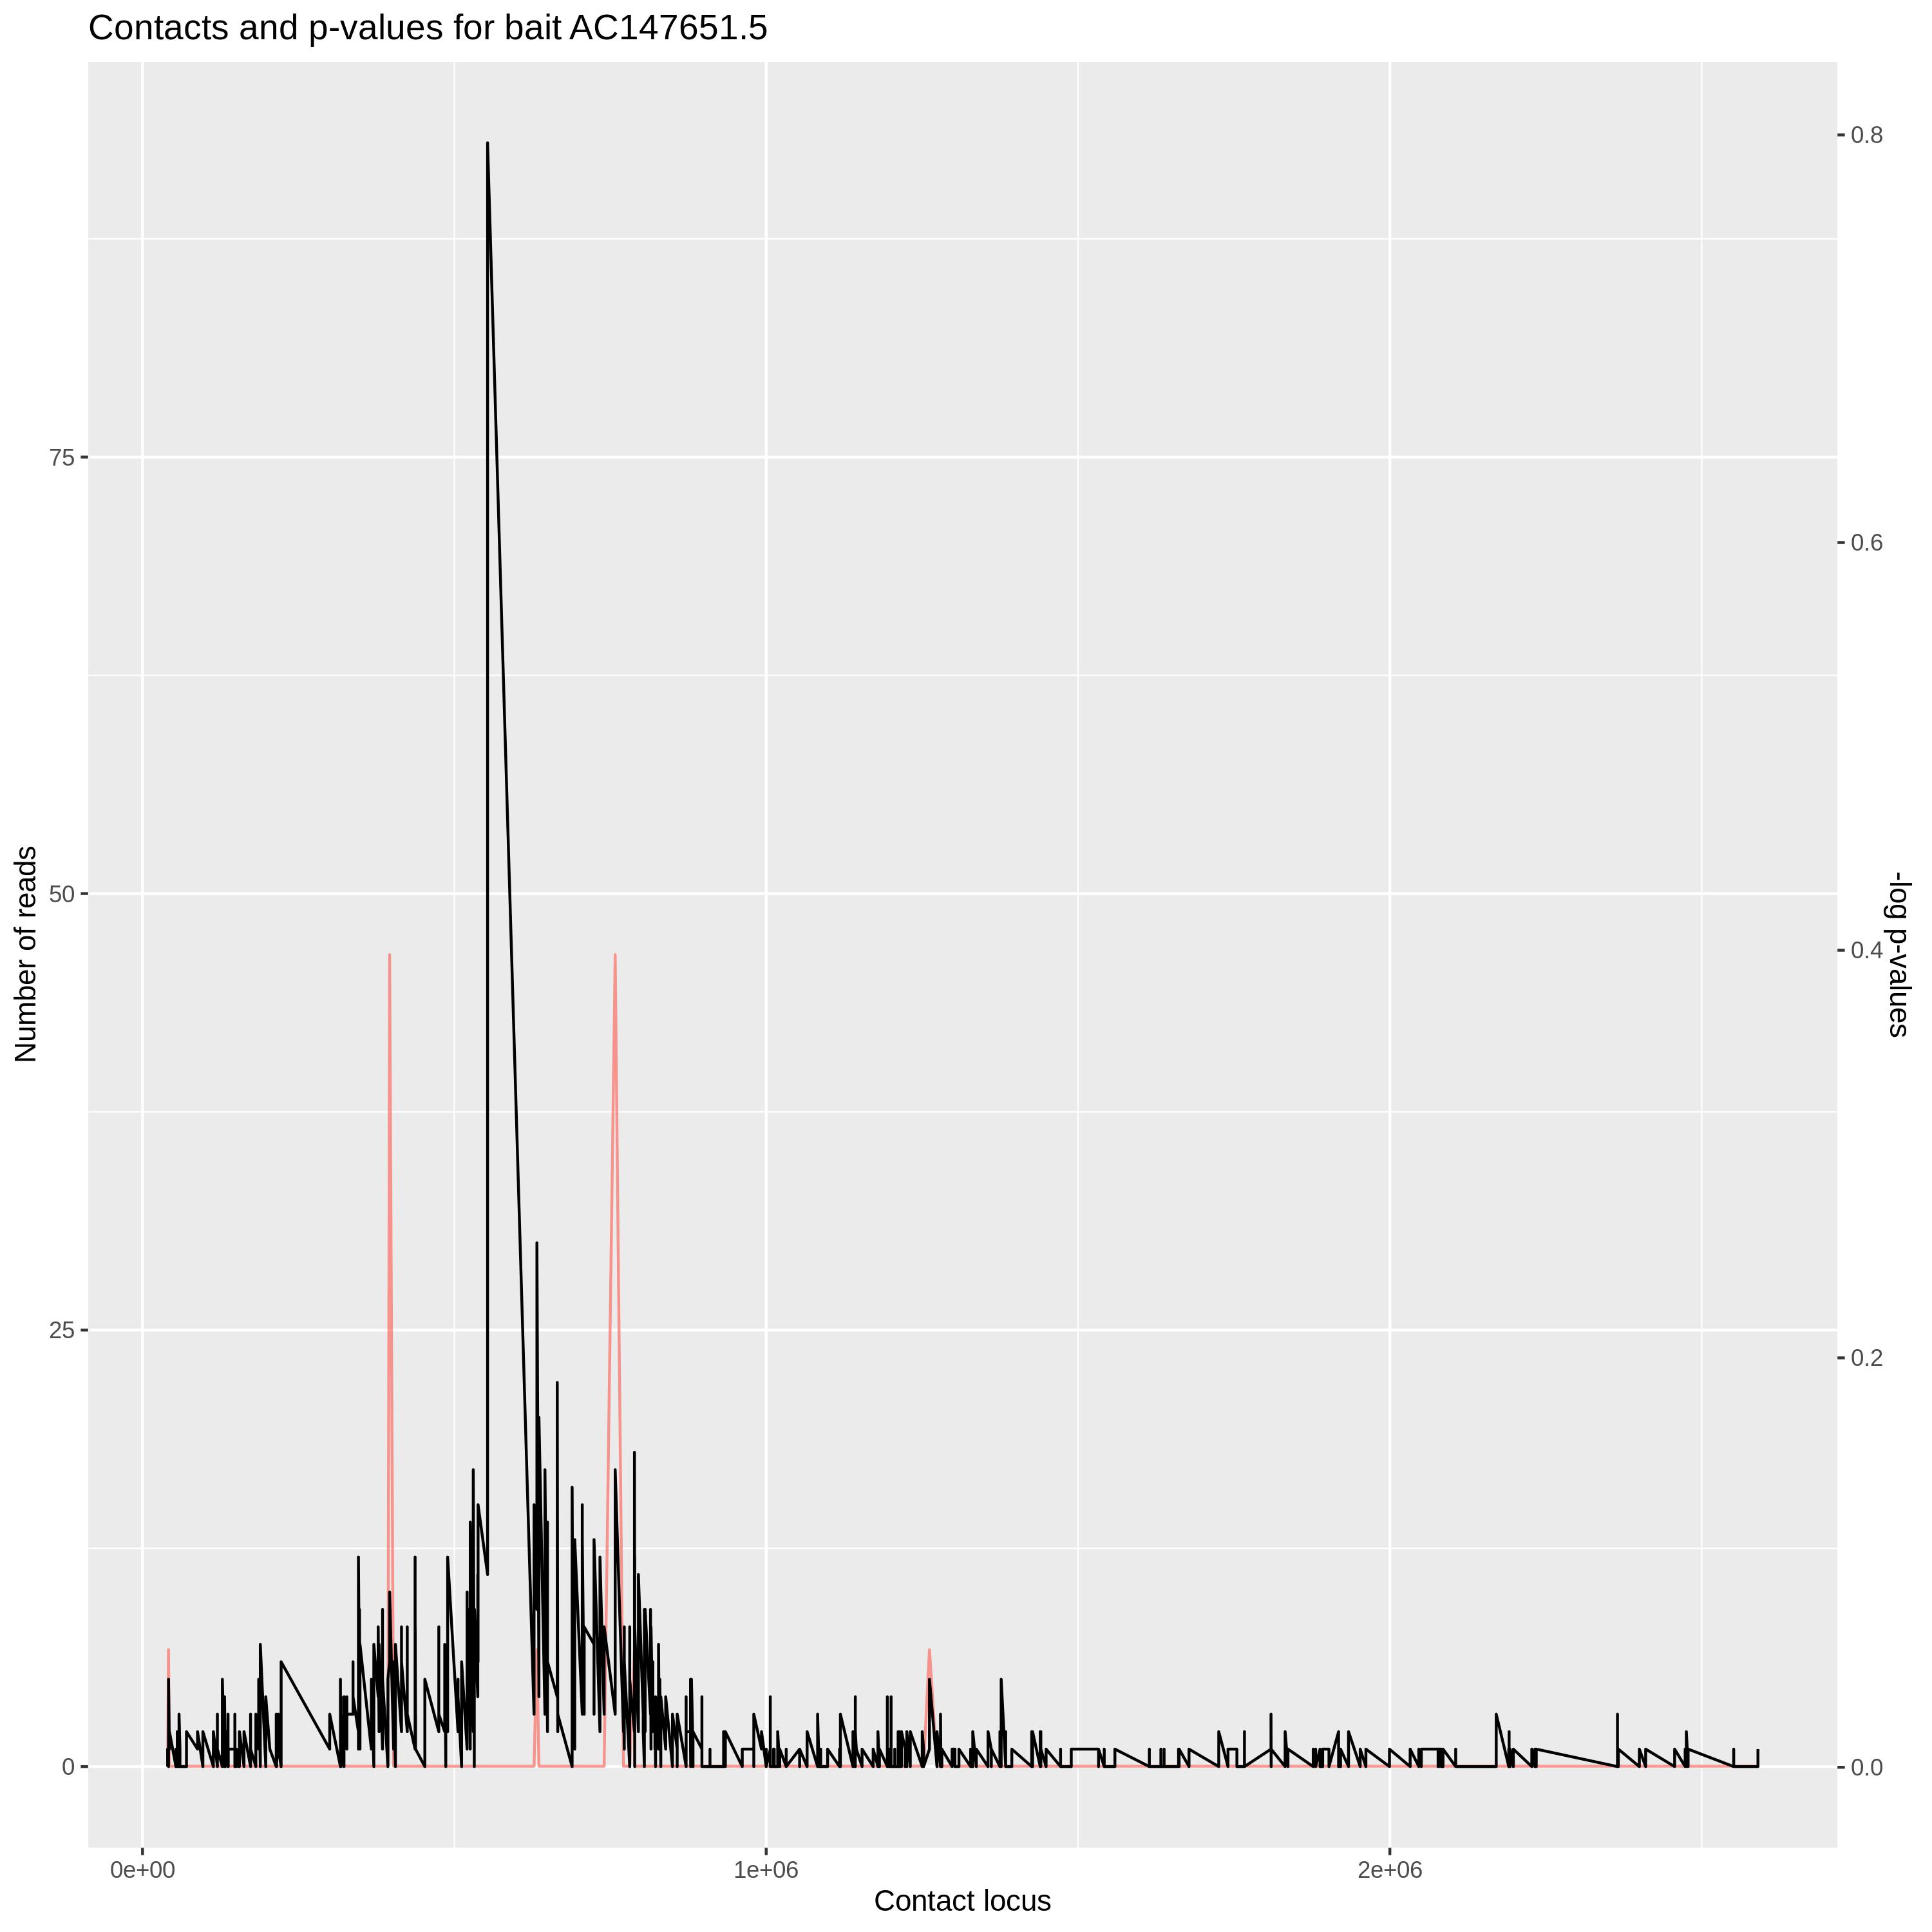 Contacts and p-values for bait AC147651.5
Number of reads
75
50
25
0
0.8
0.6
0.4
0.2
0.0
-log p-values
0e+00
1e+06
2e+06
Contact locus